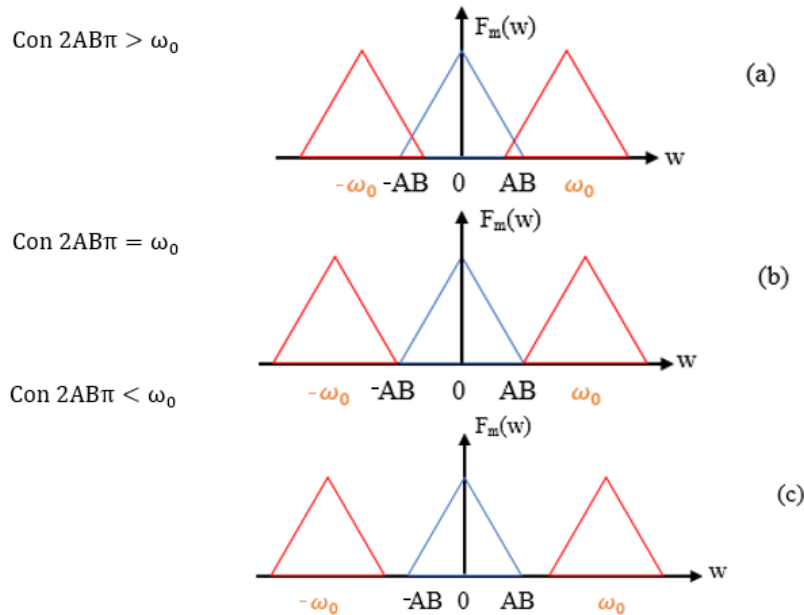 Con 2ABπ > ω₀
Fₘ(w)
(a)
w
-ω₀ -AB 0 AB ω₀
Con 2ABπ = ω₀
Fₘ(w)
(b)
w
-ω₀ -AB 0 AB ω₀
Con 2ABπ < ω₀
Fₘ(w)
(c)
w
-ω₀ -AB 0 AB ω₀